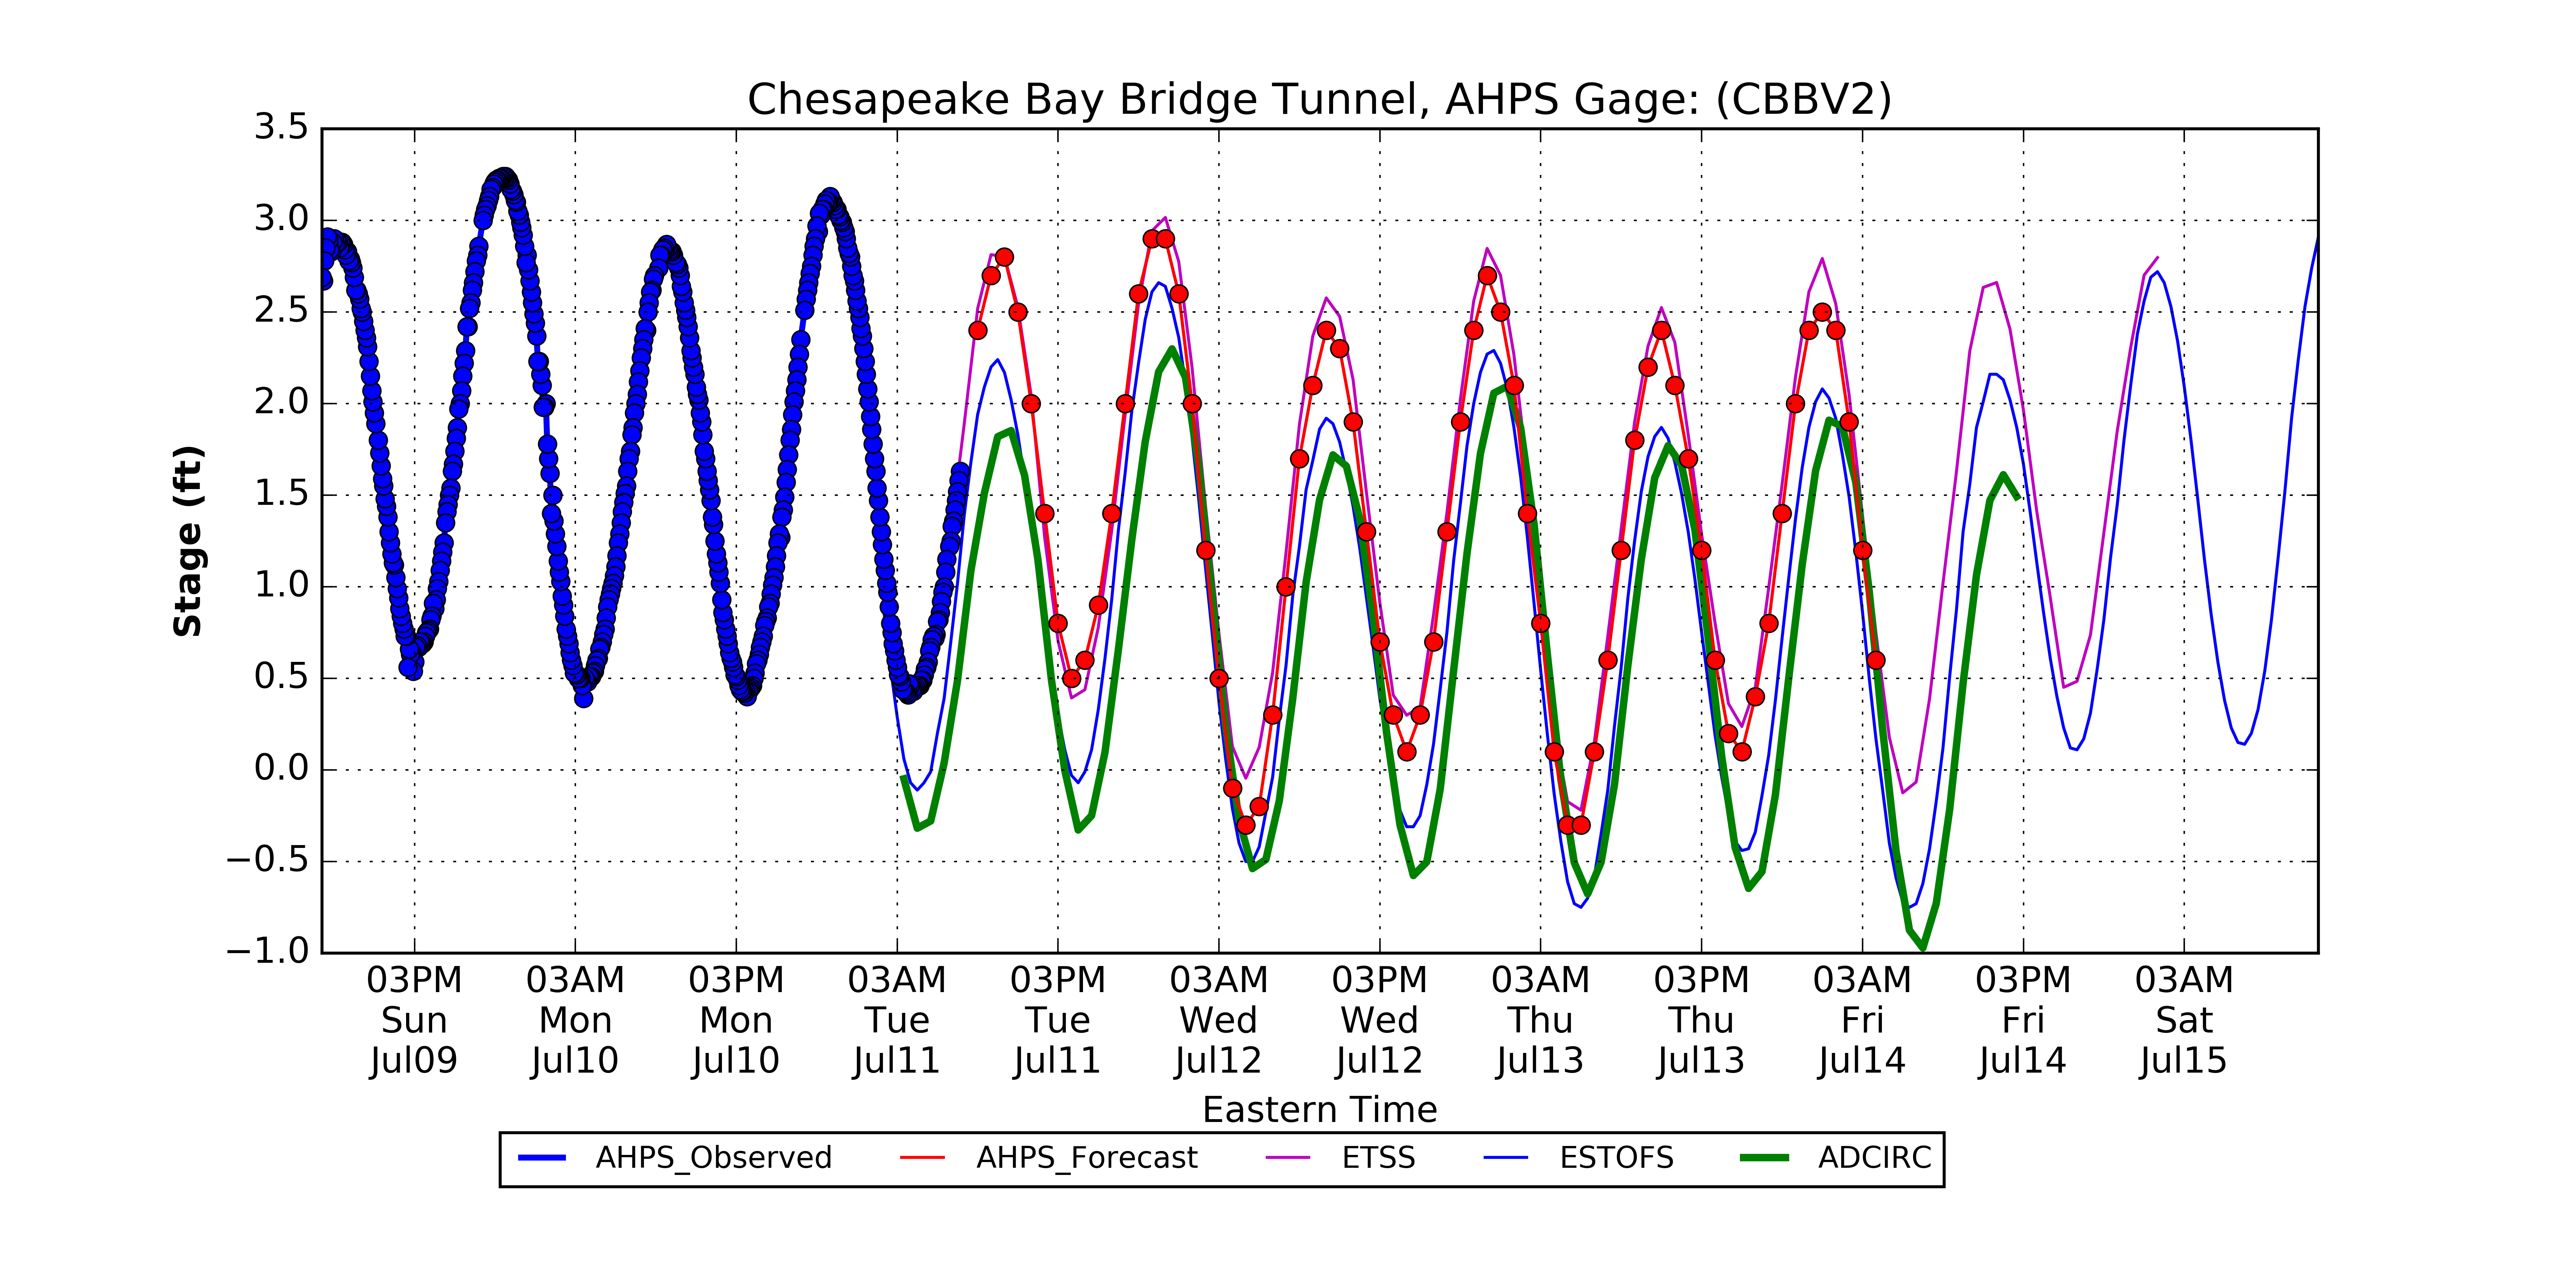 Chesapeake Bay Bridge Tunnel, AHPS Gage: (CBBV2)
3.5
3.0
2.5
2.0
1.5
1.0
0.5
0.0
−0.5
−1.0
Stage (ft)
03PM 03AM 03PM 03AM 03PM 03AM 03PM 03AM 03PM 03AM 03PM 03AM
Sun Mon Mon Tue Tue Wed Wed Thu Thu Fri Fri Sat
Jul09 Jul10 Jul10 Jul11 Jul11 Jul12 Jul12 Jul13 Jul13 Jul14 Jul14 Jul15
Eastern Time
AHPS_Observed AHPS_Forecast ETSS ESTOFS ADCIRC